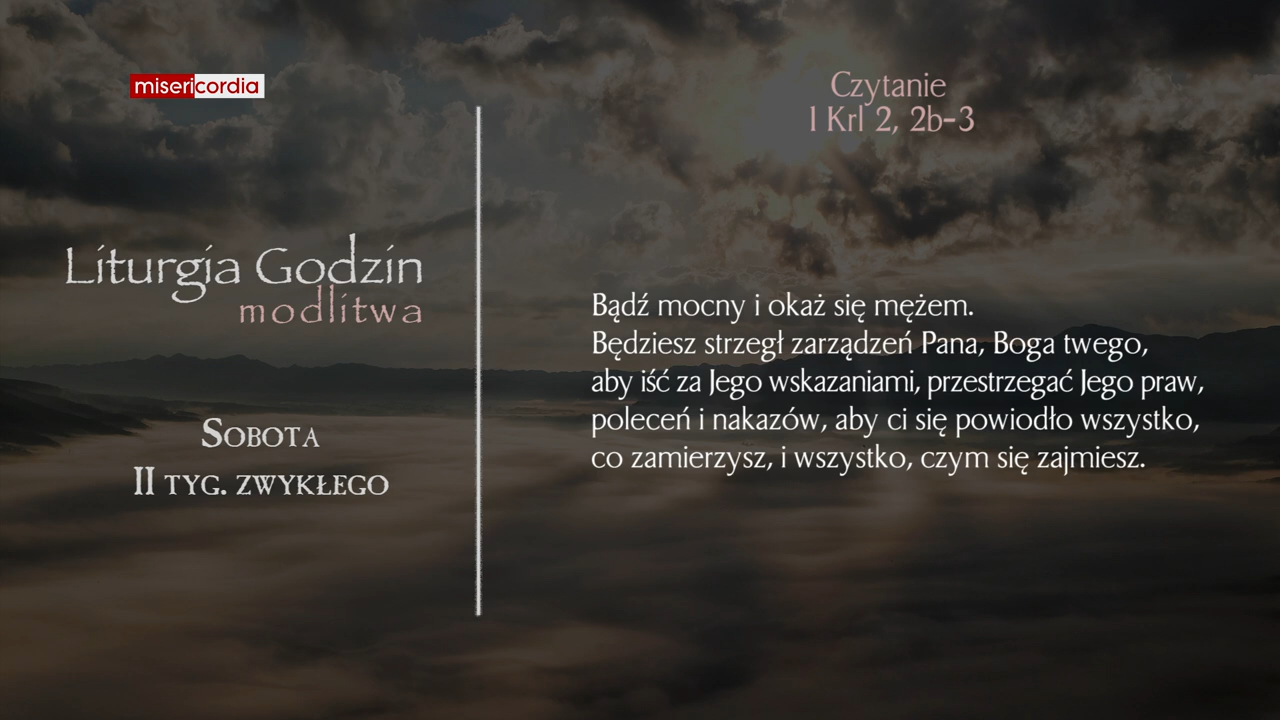 misericordia
Liturgia Godzin
modlitwa
Sobota
II tyg. zwykłego
Czytanie
1 Krl 2, 2b-3
Bądź mocny i okaż się mężem.
Będziesz strzegł zarządzeń Pana, Boga twego,
aby iść za Jego wskazaniami, przestrzegać Jego praw,
poleceń i nakazów, aby ci się powiodło wszystko,
co zamierzysz, i wszystko, czym się zajmiesz.